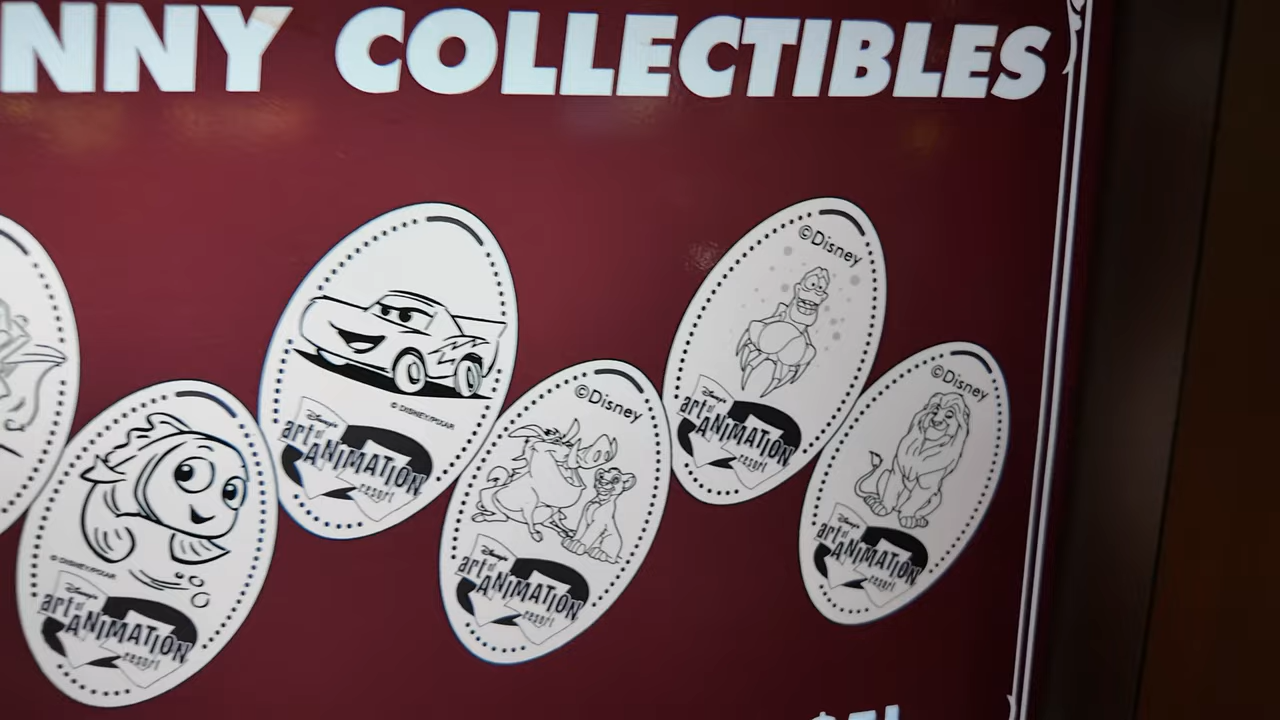 NNY COLLECTIBLES
© DISNEY/PIXAR
Disney's
art of
ANIMATION
resort
© DISNEY/PIXAR
Disney's
art of
ANIMATION
resort
©Disney
Disney's
art of
ANIMATION
resort
©Disney
Disney's
art of
ANIMATION
resort
©Disney
Disney's
art of
ANIMATION
resort